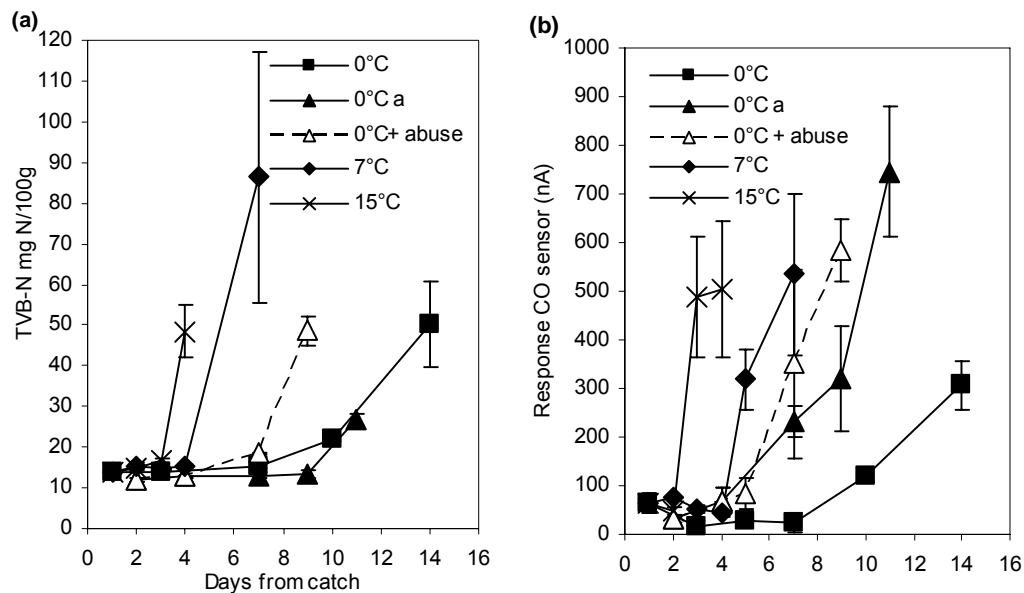 (a)
TVB-N mg N/100g
120
110
100
90
80
70
60
50
40
30
20
10
0
0 2 4 6 8 10 12 14 16
Days from catch
0°C
0°C a
0°C+ abuse
7°C
15°C
(b)
Response CO sensor (nA)
1000
900
800
700
600
500
400
300
200
100
0
0 2 4 6 8 10 12 14 16
0°C
0°C a
0°C + abuse
7°C
15°C